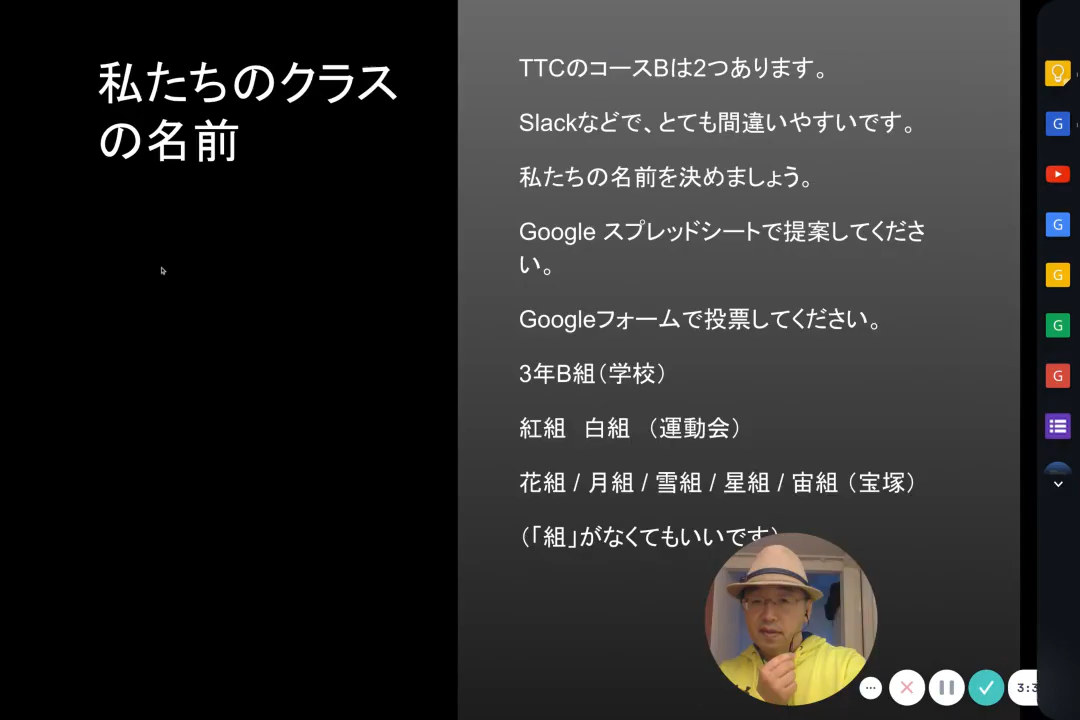 私たちのクラス
の名前
TTCのコースBは2つあります。
Slackなどで、とても間違いやすいです。
私たちの名前を決めましょう。
Google スプレッドシートで提案してくださ
い。
Googleフォームで投票してください。
3年B組（学校）
紅組　白組　（運動会）
花組 / 月組 / 雪組 / 星組 / 宙組（宝塚）
（「組」がなくてもいいです）
G
G
G
G
G